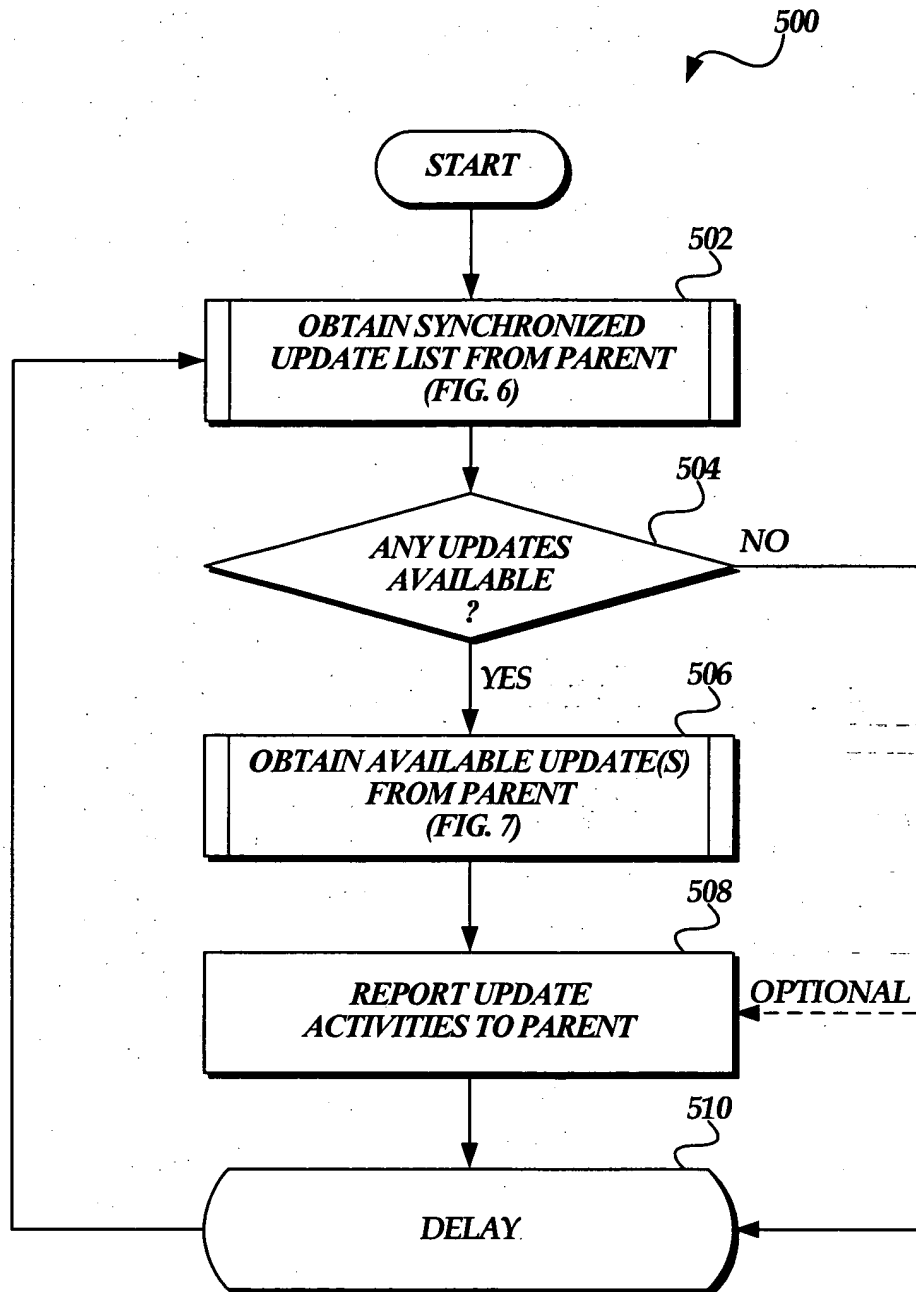 500
START
502
OBTAIN SYNCHRONIZED
UPDATE LIST FROM PARENT
(FIG. 6)
504
ANY UPDATES
AVAILABLE
?
NO
YES
506
OBTAIN AVAILABLE UPDATE(S)
FROM PARENT
(FIG. 7)
508
REPORT UPDATE
ACTIVITIES TO PARENT
OPTIONAL
510
DELAY